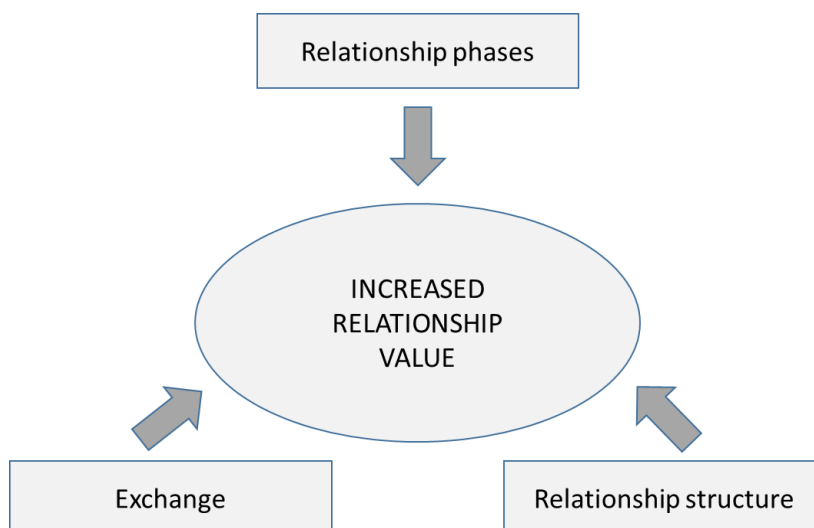 Relationship phases
INCREASED
RELATIONSHIP
VALUE
Exchange
Relationship structure